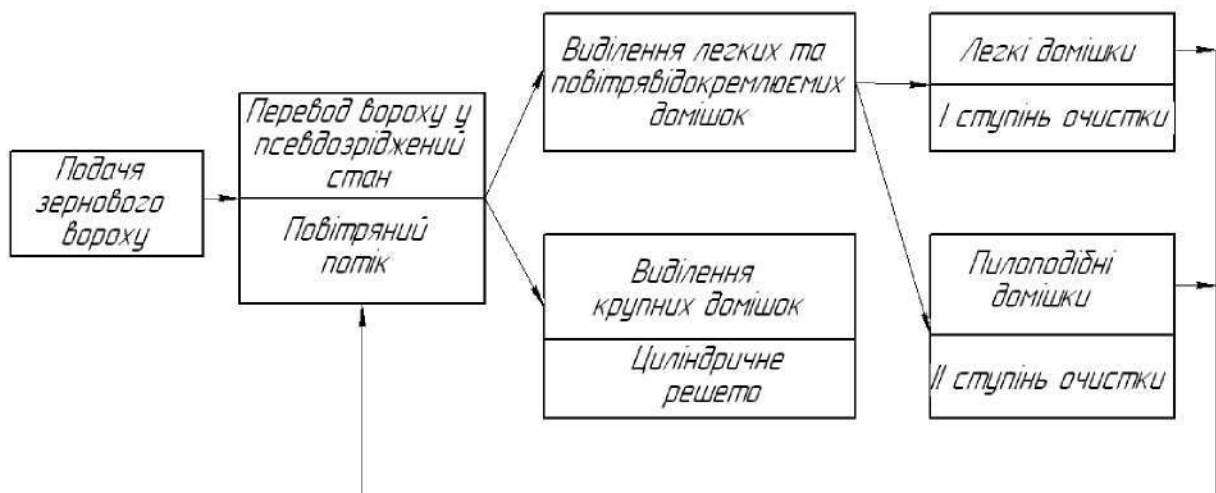 Подача
зернового
вороху
Перевод вороху у
псевдозріджений
стан
Повітряний
потік
Виділення легких та
повітрявідокремлюємих
домішок
Виділення
крупних домішок
Циліндричне
решето
Легкі домішки
І ступінь очистки
Пилоподібні
домішки
ІІ ступінь очистки